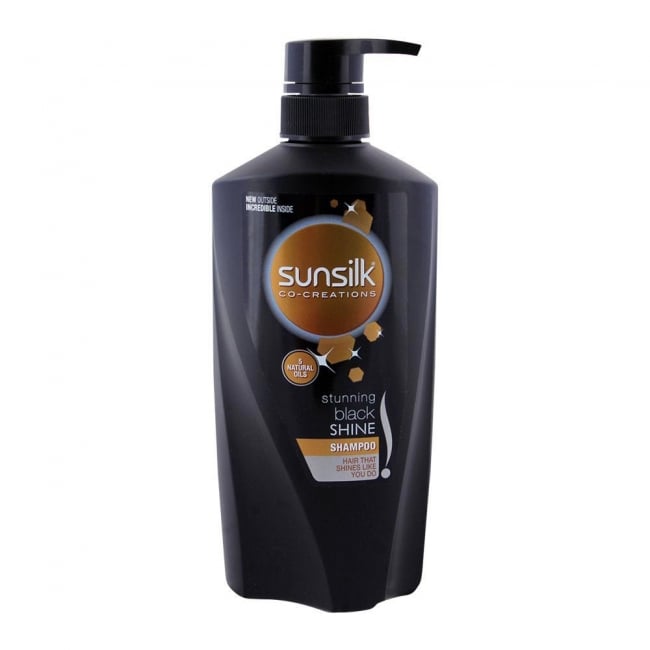 NEW OUTSIDE
INCREDIBLE INSIDE
sunsilk®
CO-CREATIONS
5
NATURAL
OILS
stunning
black
SHINE
SHAMPOO
HAIR THAT
SHINES LIKE
YOU DO